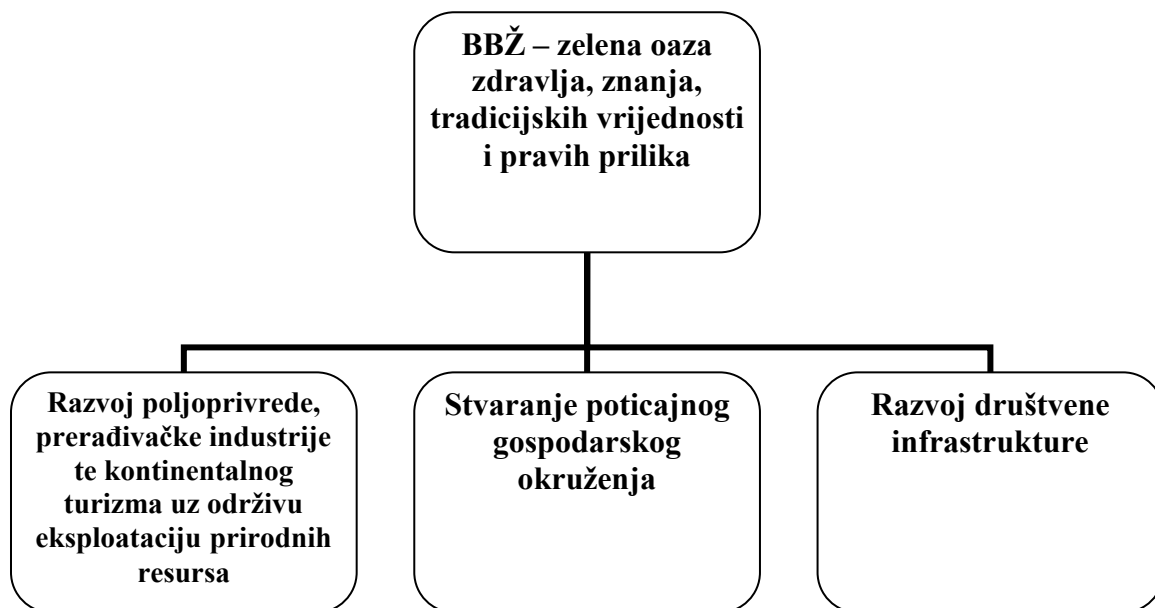 BBŽ – zelena oaza
zdravlja, znanja,
tradicijskih vrijednosti
i pravih prilika
Razvoj poljoprivrede,
prerađivačke industrije
te kontinentalnog
turizma uz održivu
eksploataciju prirodnih
resursa
Stvaranje poticajnog
gospodarskog
okruženja
Razvoj društvene
infrastrukture